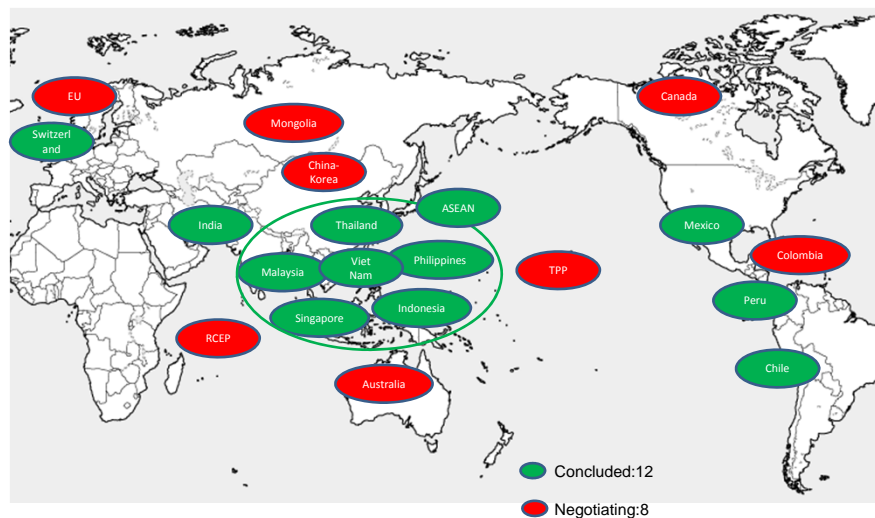 EU
Canada
Switzerl
and
Mongolia
China-
Korea
ASEAN
India
Thailand
Mexico
Malaysia
Viet
Nam
Philippines
TPP
Colombia
Singapore
Indonesia
Peru
RCEP
Chile
Australia
Concluded:12
Negotiating:8